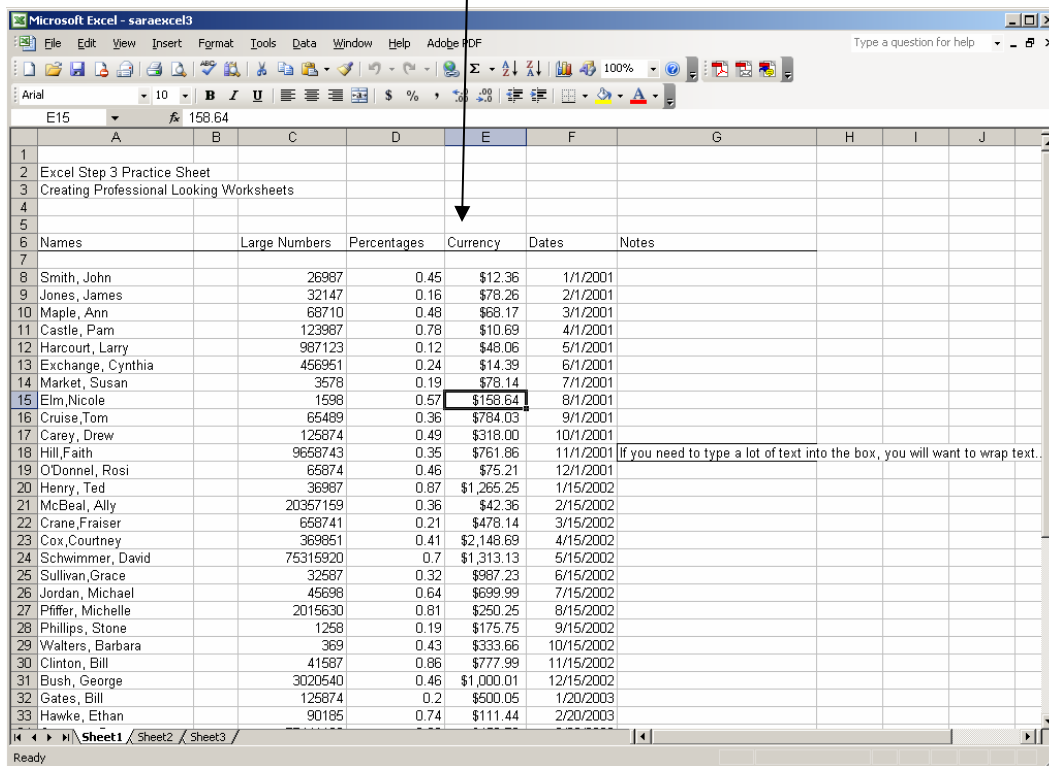 Microsoft Excel - saraexcel3
File Edit View Insert Format Tools Data Window Help Adobe PDF Type a question for help
100%
Arial 10 B I U $ % ,
E15 fx 158.64
A B C D E F G H I J
1
2 Excel Step 3 Practice Sheet
3 Creating Professional Looking Worksheets
4
5
6 Names Large Numbers Percentages Currency Dates Notes
7
8 Smith, John 26987 0.45 $12.36 1/1/2001
9 Jones, James 32147 0.16 $78.26 2/1/2001
10 Maple, Ann 68710 0.48 $68.17 3/1/2001
11 Castle, Pam 123987 0.78 $10.69 4/1/2001
12 Harcourt, Larry 987123 0.12 $48.06 5/1/2001
13 Exchange, Cynthia 456951 0.24 $14.39 6/1/2001
14 Market, Susan 3578 0.19 $78.14 7/1/2001
15 Elm,Nicole 1598 0.57 $158.64 8/1/2001
16 Cruise,Tom 65489 0.36 $784.03 9/1/2001
17 Carey, Drew 125874 0.49 $318.00 10/1/2001
18 Hill,Faith 9658743 0.35 $761.86 11/1/2001 If you need to type a lot of text into the box, you will want to wrap text..
19 O'Donnel, Rosi 65874 0.46 $75.21 12/1/2001
20 Henry, Ted 36987 0.87 $1,265.25 1/15/2002
21 McBeal, Ally 20357159 0.36 $42.36 2/15/2002
22 Crane,Fraiser 658741 0.21 $478.14 3/15/2002
23 Cox,Courtney 369851 0.41 $2,148.69 4/15/2002
24 Schwimmer, David 75315920 0.7 $1,313.13 5/15/2002
25 Sullivan,Grace 32587 0.32 $987.23 6/15/2002
26 Jordan, Michael 45698 0.64 $699.99 7/15/2002
27 Pfiffer, Michelle 2015630 0.81 $250.25 8/15/2002
28 Phillips, Stone 1258 0.19 $175.75 9/15/2002
29 Walters, Barbara 369 0.43 $333.66 10/15/2002
30 Clinton, Bill 41587 0.86 $777.99 11/15/2002
31 Bush, George 3020540 0.46 $1,000.01 12/15/2002
32 Gates, Bill 125874 0.2 $500.05 1/20/2003
33 Hawke, Ethan 90185 0.74 $111.44 2/20/2003
Sheet1 Sheet2 Sheet3
Ready